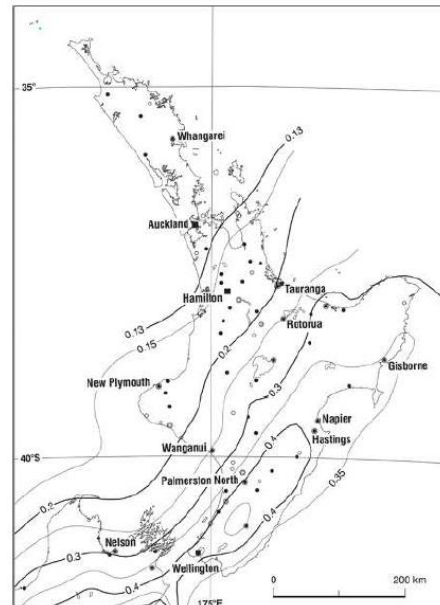 35°
Whangarei
0.13
Auckland
Hamilton
Tauranga
0.13
0.15
0.2
Rotorua
Gisborne
New Plymouth
0.3
Napier
Hastings
Wanganui
0.4
40°S
0.35
Palmerston North
0.2
0.4
Nelson
0.3
Wellington
0.4
0
200 km
175°E